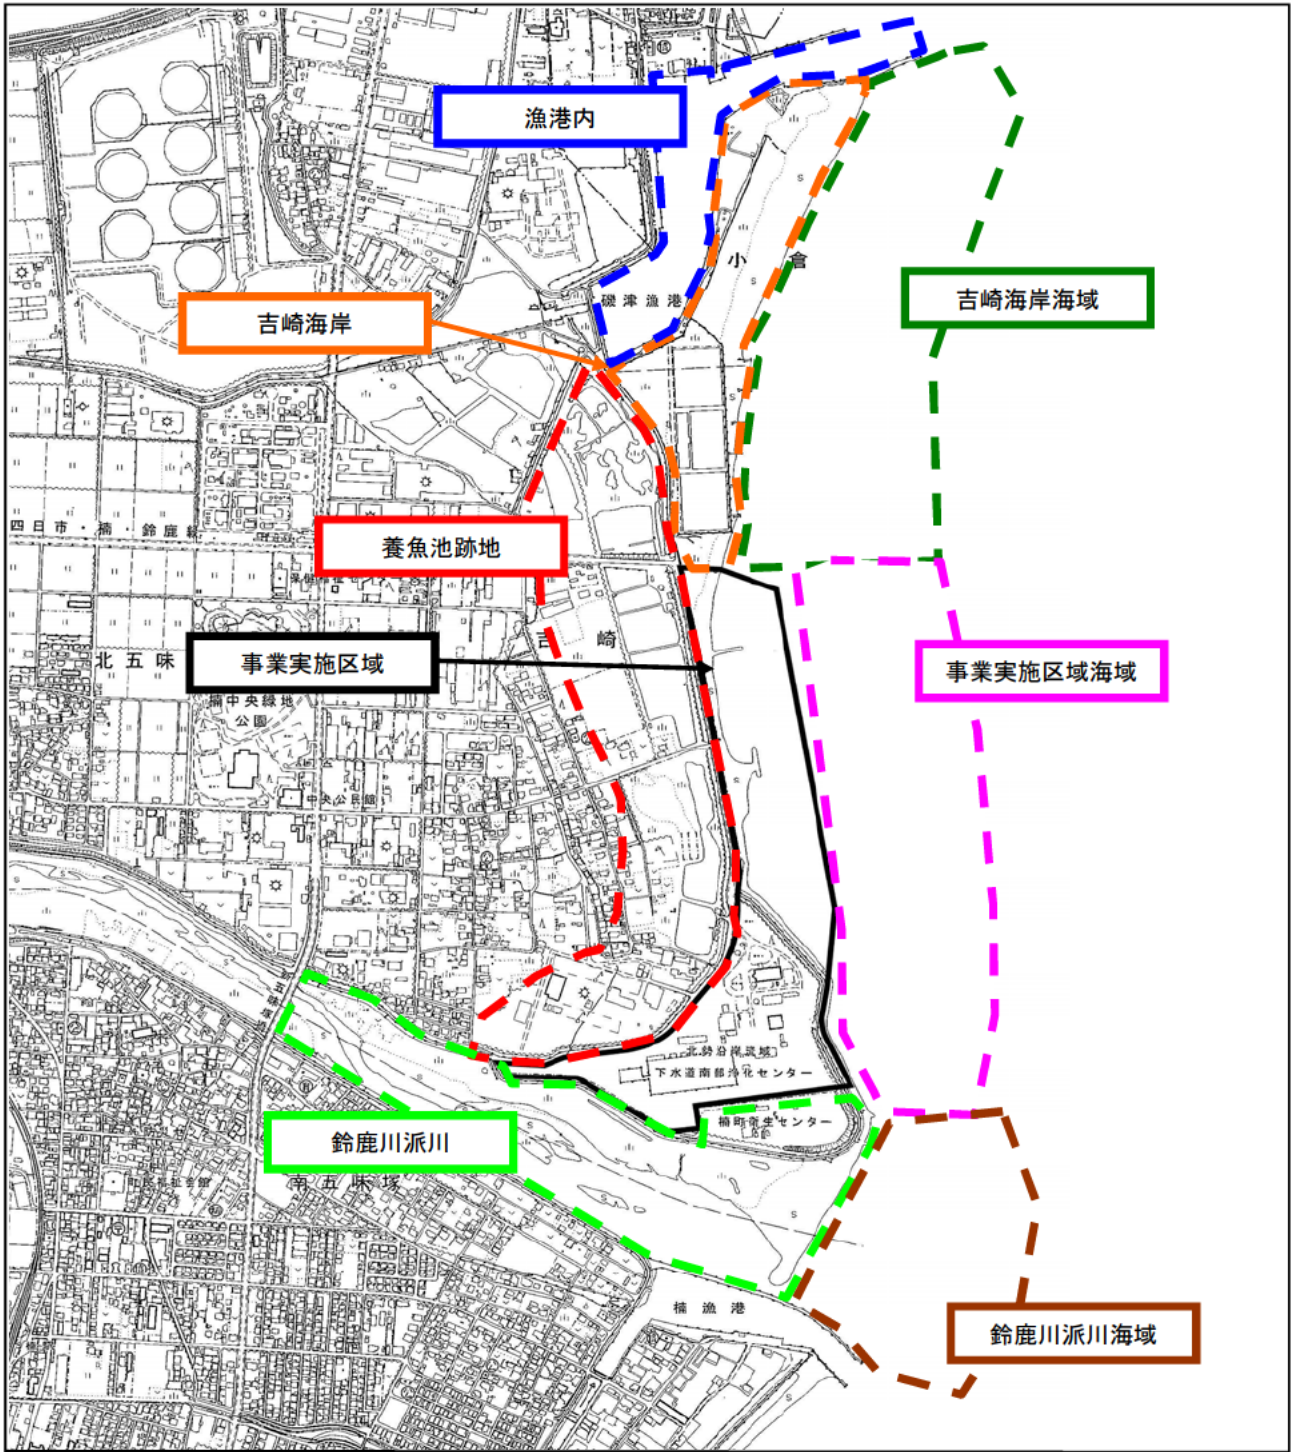 漁港内
小倉
吉崎海岸海域
磯津漁港
吉崎海岸
四日市・楠・鈴鹿線
養魚池跡地
吉崎
事業実施区域
事業実施区域海域
北五味
楠中央緑地
公園
中央公民館
北勢沿岸流域
下水道南部浄化センター
楠町衛生センター
鈴鹿川派川
南五味塚
楠漁港
鈴鹿川派川海域